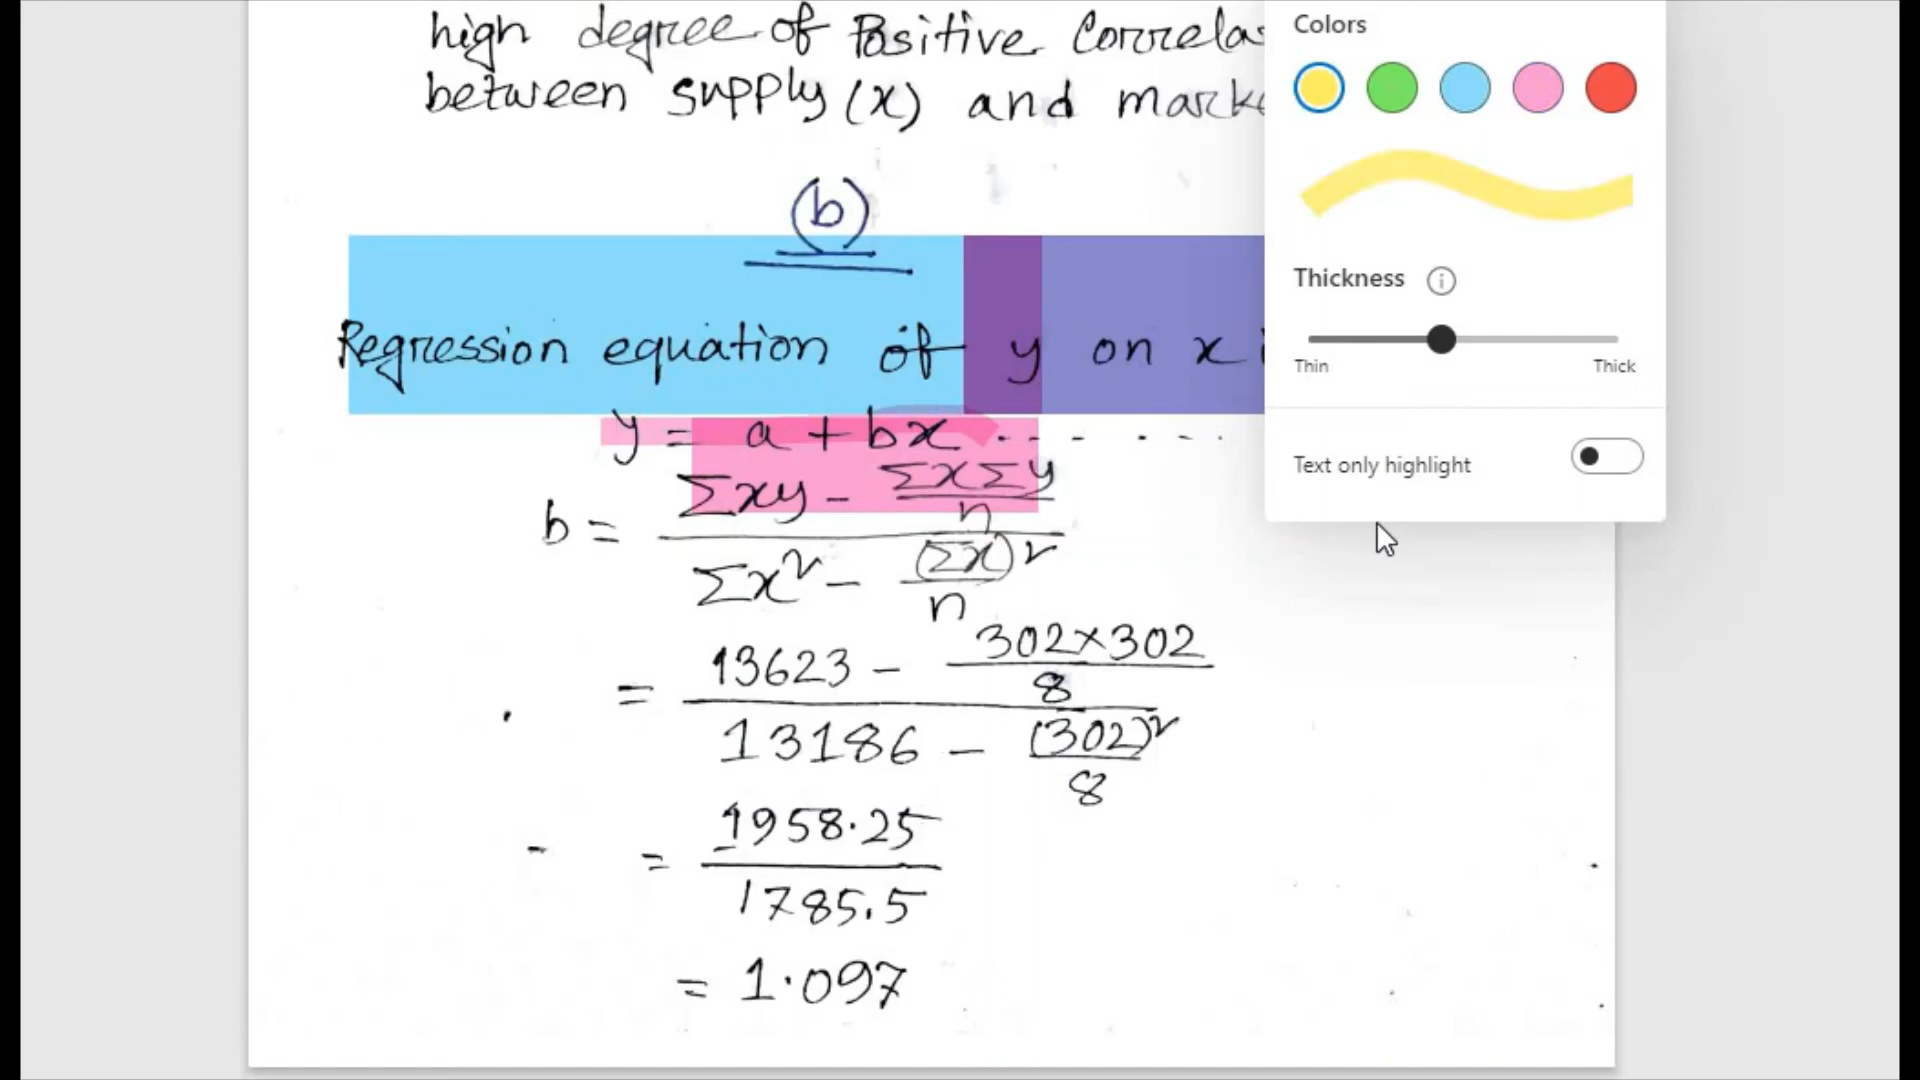 high degree of Positive Correla
between supply (x) and marke
(b)
Regression equation of y on x i
y = a + bx ... ...
b = (Σxy - (ΣxΣy)/n) / (Σx² - (Σx)²/n)
= (13623 - (302×302)/8) / (13186 - (302)²/8)
= 1958.25 / 1785.5
= 1.097
Colors
Thickness
Thin Thick
Text only highlight